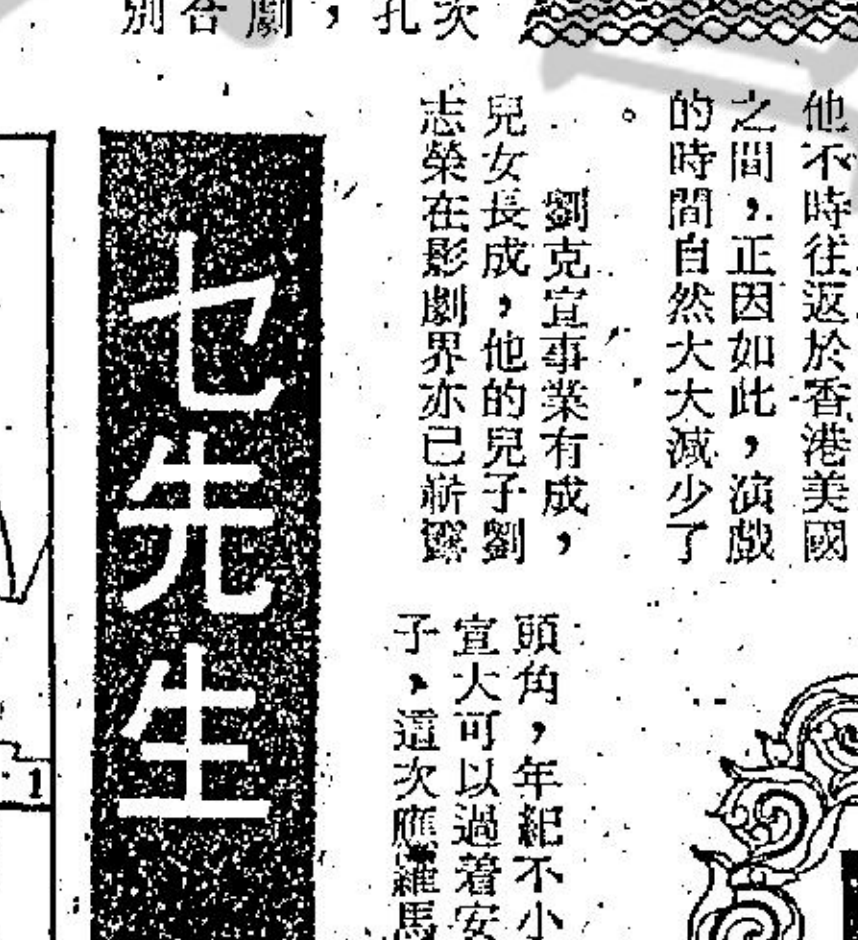 次
孔
，
劇
合
別
他不時往返於香港美國
之間，正因如此，演戲
的時間自然大大減少了
。
劉克宣事業有成，
兒女長成，他的兒子劉
志榮在影劇界亦已嶄露
頭角，年紀不小
宣大可以過着安
子，這次應羅馬
乜先生
1